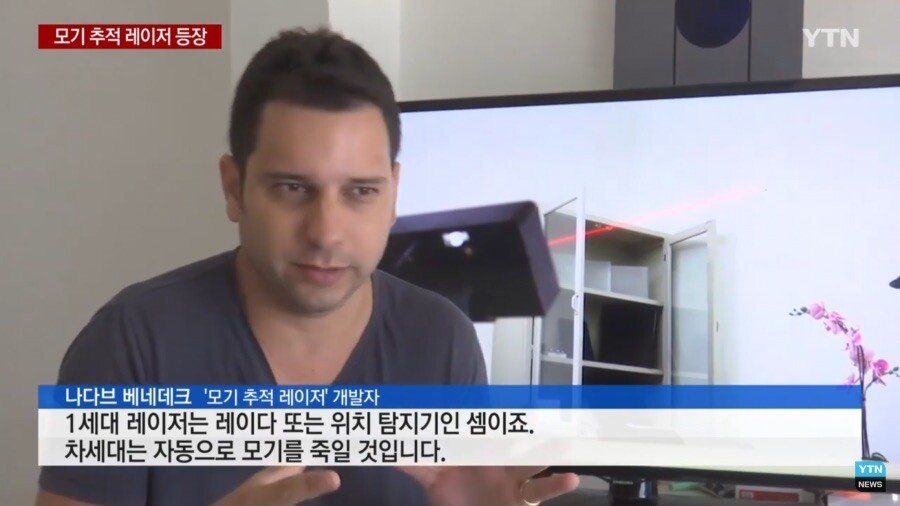 모기 추적 레이저 등장
YTN
나다브 베네데크 '모기 추적 레이저' 개발자
1세대 레이저는 레이다 또는 위치 탐지기인 셈이죠.
차세대는 자동으로 모기를 죽일 것입니다.
YTN
NEWS